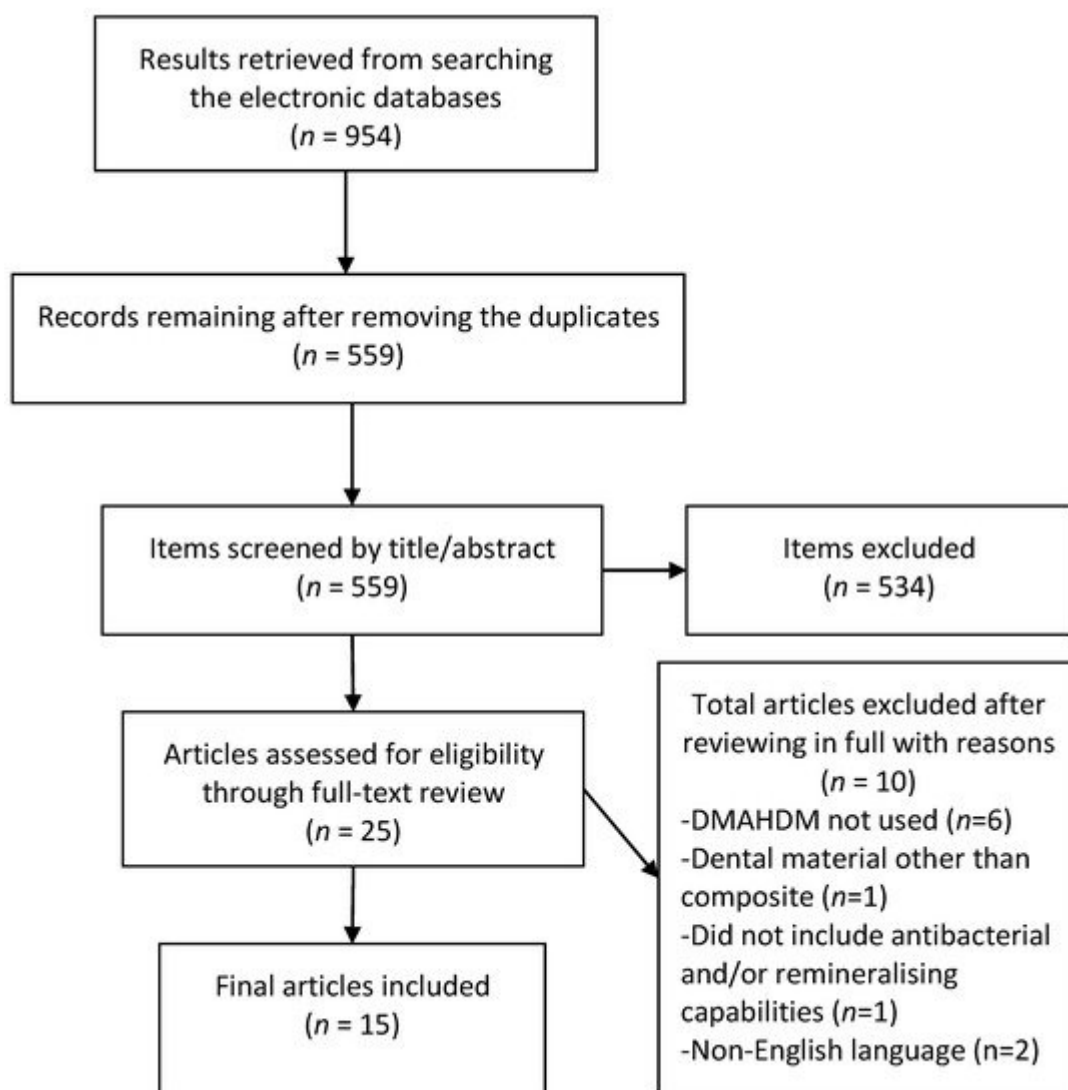 Results retrieved from searching
the electronic databases
(n = 954)
Records remaining after removing the duplicates
(n = 559)
Items screened by title/abstract
(n = 559)
Items excluded
(n = 534)
Articles assessed for eligibility
through full-text review
(n = 25)
Total articles excluded after
reviewing in full with reasons
(n = 10)
-DMAHDM not used (n=6)
-Dental material other than
composite (n=1)
-Did not include antibacterial
and/or remineralising
capabilities (n=1)
-Non-English language (n=2)
Final articles included
(n = 15)